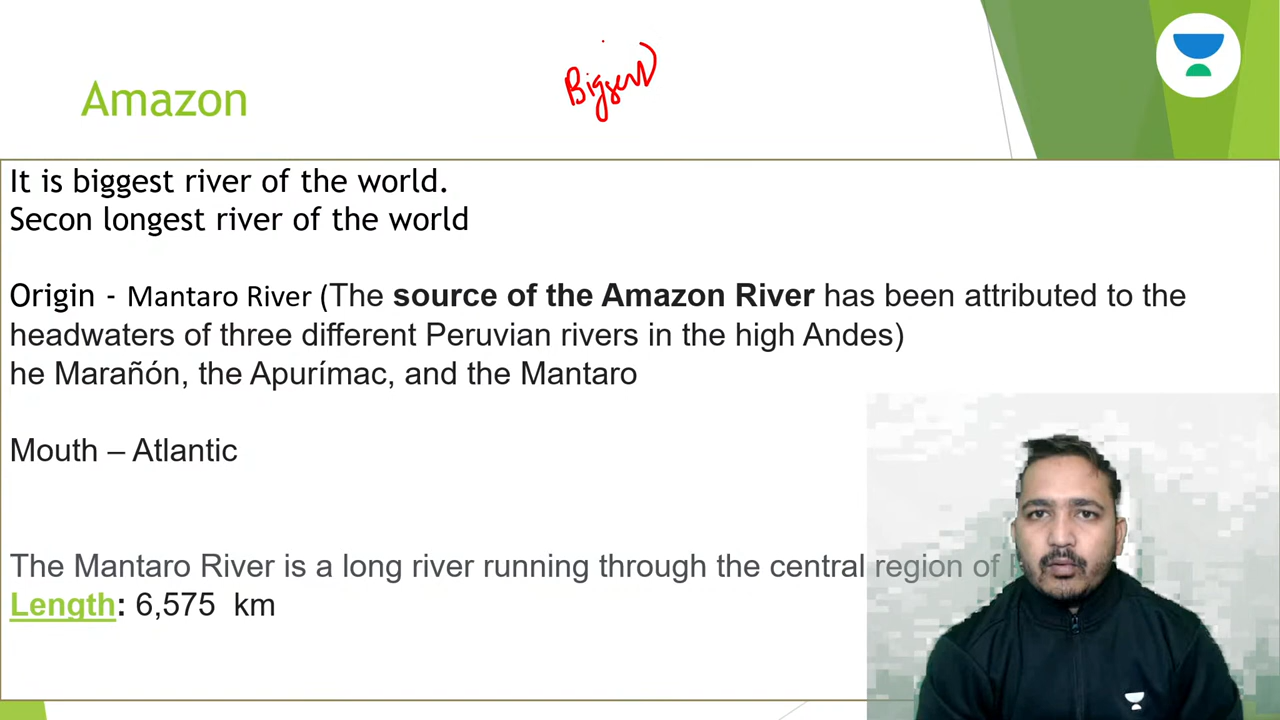 Biggest
Amazon
It is biggest river of the world.
Secon longest river of the world
Origin - Mantaro River (The source of the Amazon River has been attributed to the
headwaters of three different Peruvian rivers in the high Andes)
he Marañón, the Apurímac, and the Mantaro
Mouth – Atlantic
The Mantaro River is a long river running through the central region of
Length: 6,575 km